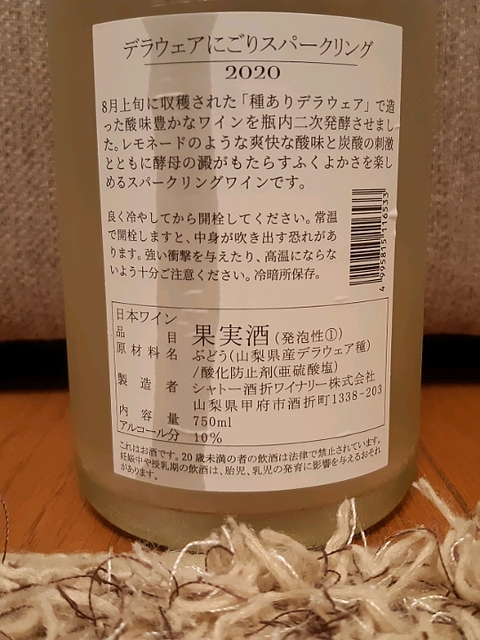 デラウェアにごりスパークリング
2020
8月上旬に収穫された「種ありデラウェア」で造
った酸味豊かなワインを瓶内二次発酵させまし
た。レモネードのような爽快な酸味と炭酸の刺激
とともに酵母の澱がもたらすふくよかさを楽し
めるスパークリングワインです。
良く冷やしてから開栓してください。常温
で開栓しますと、中身が吹き出す恐れがあ
ります。強い衝撃を与えたり、高温にならな
いよう十分ご注意ください。冷暗所保存。
4 995815 116533
日本ワイン
品目 果実酒(発泡性①)
原材料名 ぶどう(山梨県産デラウェア種)
/酸化防止剤(亜硫酸塩)
製造者 シャトー酒折ワイナリー株式会社
山梨県甲府市酒折町1338-203
内容量 750ml
アルコール分 10%
これはお酒です。20歳未満の者の飲酒は法律で禁止されています。
妊娠中や授乳期の飲酒は、胎児、乳児の発育に影響を与えるおそれ
があります。